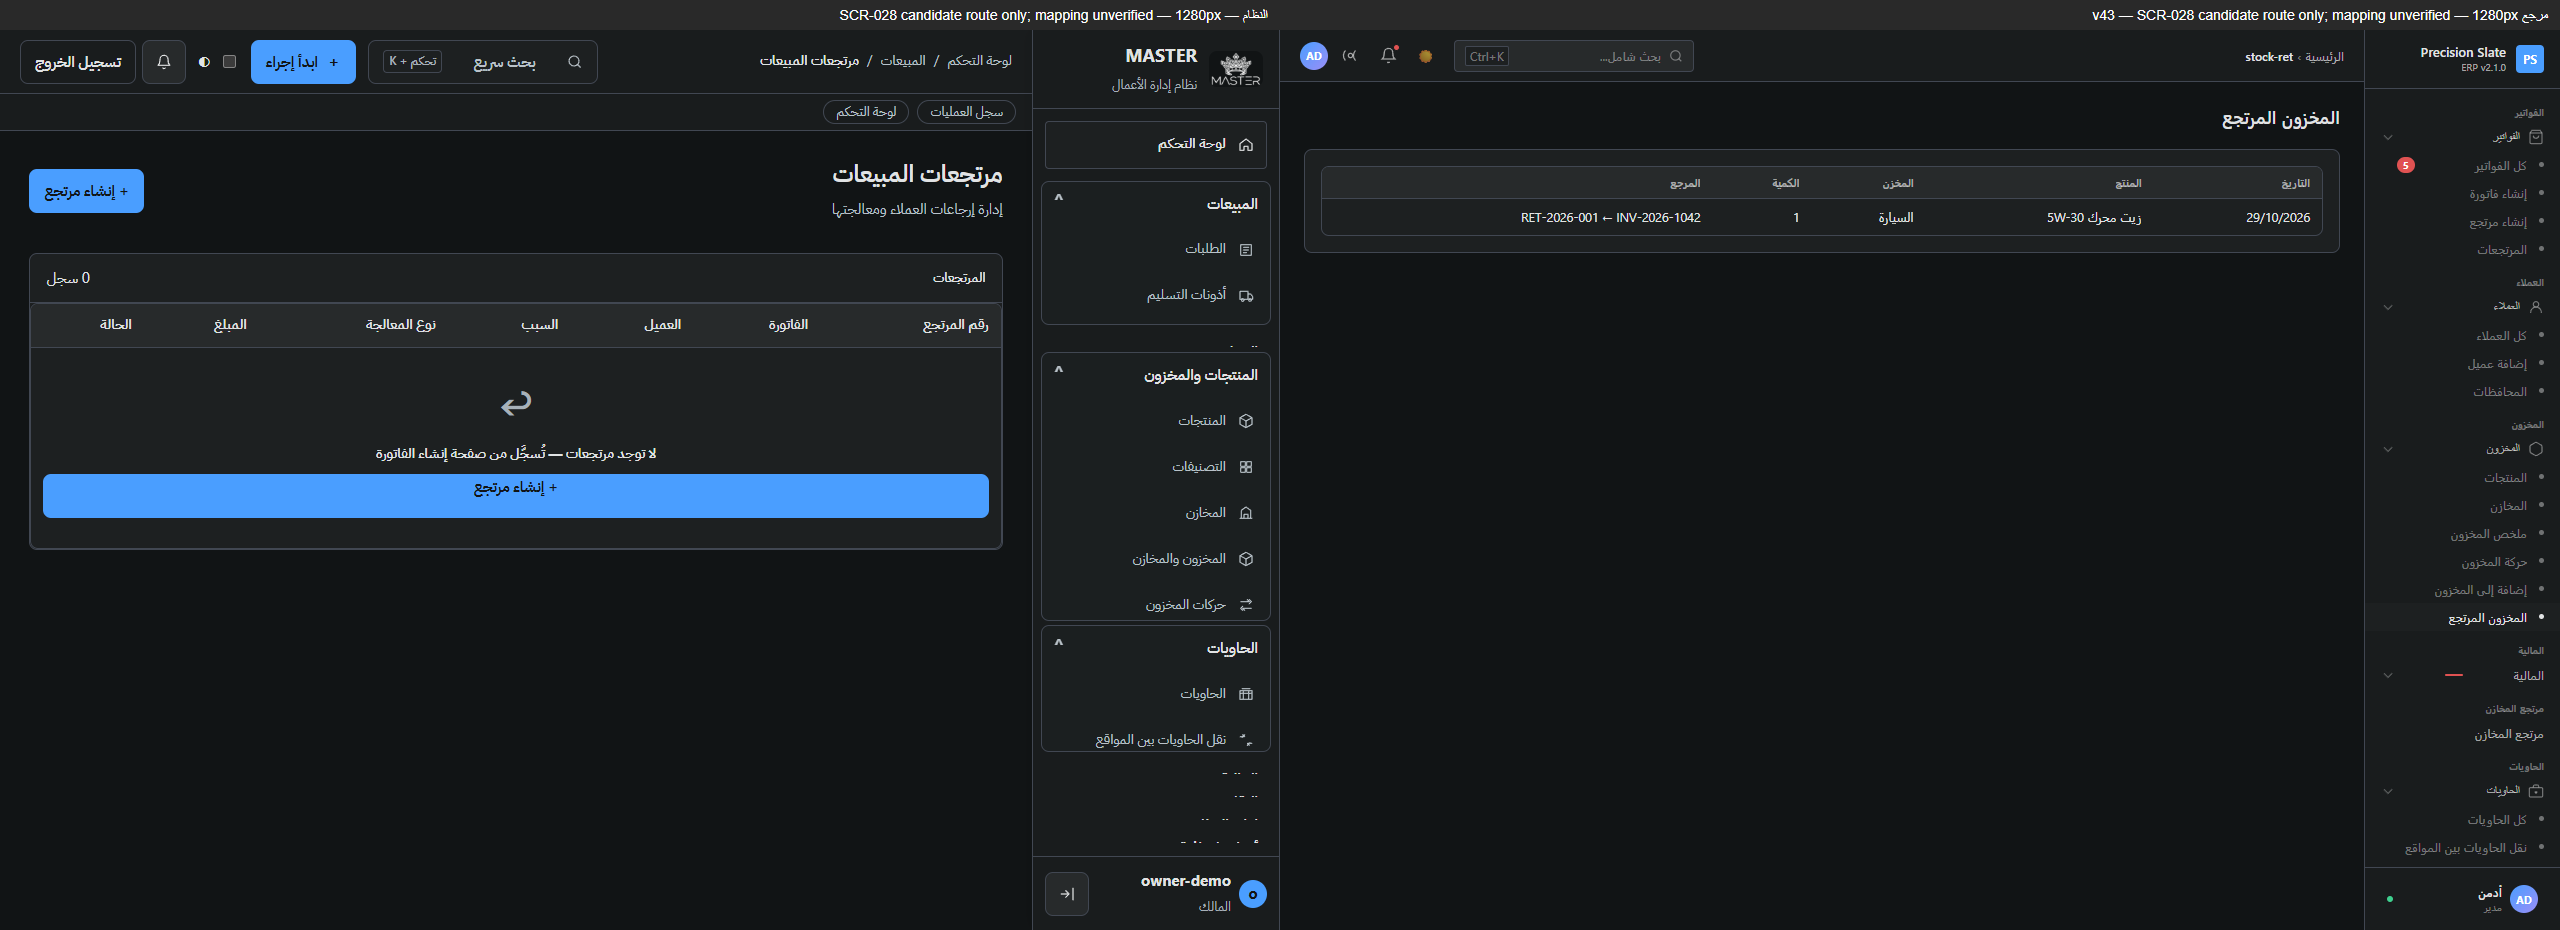 مرجع v43 — SCR-028 candidate route only; mapping unverified — 1280px
Precision Slate
ERP v2.1.0
PS
الفواتير
الفواتير
كل الفواتير
5
إنشاء فاتورة
إنشاء مرتجع
المرتجعات
العملاء
العملاء
كل العملاء
إضافة عميل
المحافظات
المخزون
المخزون
المنتجات
المخازن
ملخص المخزون
حركة المخزون
إضافة إلى المخزون
المخزون المرتجع
المالية
المالية
مرتجع المخازن
مرتجع المخازن
الحاويات
الحاويات
كل الحاويات
نقل الحاويات بين المواقع
AD
أدمن
مدير
الرئيسية › stock-ret
بحث شامل...
Ctrl+K
AD
المخزون المرتجع
التاريخ المنتج المخزن الكمية المرجع
29/10/2026 زيت محرك 5W-30 السيارة 1 RET-2026-001 ← INV-2026-1042
النظام — SCR-028 candidate route only; mapping unverified — 1280px
MASTER
MASTER
نظام إدارة الأعمال
لوحة التحكم
المبيعات
الطلبات
أذونات التسليم
المنتجات والمخزون
المنتجات
التصنيفات
المخازن
المخزون والمخازن
حركات المخزون
الحاويات
الحاويات
نقل الحاويات بين المواقع
o
owner-demo
المالك
لوحة التحكم / المبيعات / مرتجعات المبيعات
بحث سريع
تحكم + K
+ ابدأ إجراء
تسجيل الخروج
سجل العمليات
لوحة التحكم
مرتجعات المبيعات
إدارة إرجاعات العملاء ومعالجتها
+ إنشاء مرتجع
المرتجعات
0 سجل
رقم المرتجع الفاتورة العميل السبب نوع المعالجة المبلغ الحالة
لا توجد مرتجعات — تُسجَّل من صفحة إنشاء الفاتورة
+ إنشاء مرتجع